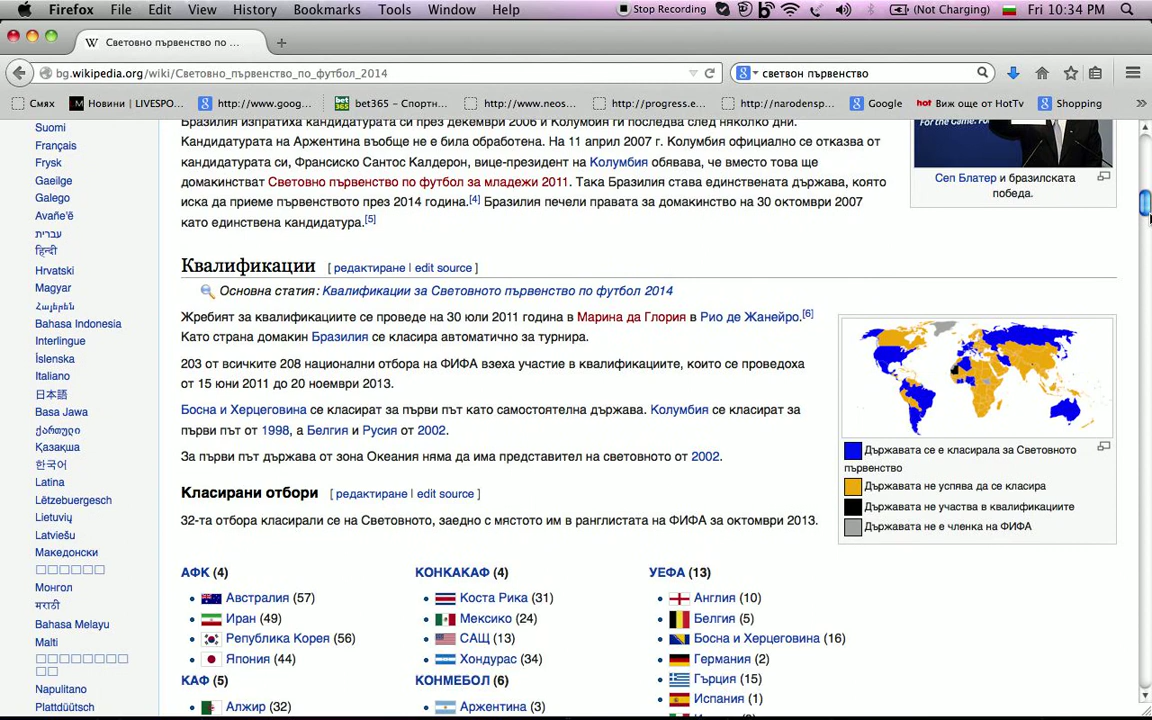 Firefox File Edit View History Bookmarks Tools Window Help Stop Recording (Not Charging) Fri 10:34 PM
Световно първенство по ...
bg.wikipedia.org/wiki/Световно_първенство_по_футбол_2014 светвон първенство
Смях Новини | LIVESPO... http://www.goog... bet365 - Спортн... http://www.neos... http://progress.e... http://narodensp... Google Виж още от HotTv Shopping »
Suomi
Français
Frysk
Gaeilge
Galego
Avañe'ẽ
עברית
हिन्दी
Hrvatski
Magyar
Հայերեն
Bahasa Indonesia
Interlingue
Íslenska
Italiano
日本語
Basa Jawa
ქართული
Қазақша
한국어
Latina
Lëtzebuergesch
Lietuvių
Latviešu
Македонски
Монгол
मराठी
Bahasa Melayu
Malti
Napulitano
Plattdüütsch
Бразилия изпратиха кандидатурата си през декември 2006 и Колумбия ги последва след няколко дни.
Кандидатурата на Аржентина въобще не е била обработена. На 11 април 2007 г. Колумбия официално се отказва от
кандидатурата си, Франсиско Сантос Калдерон, вице-президент на Колумбия обявява, че вместо това ще
домакинстват Световно първенство по футбол за младежи 2011. Така Бразилия става единствената държава, която
иска да приеме първенството през 2014 година.[4] Бразилия печели правата за домакинство на 30 октомври 2007
като единствена кандидатура.[5]
For the Game. For the
Сеп Блатер и бразилската
победа.
Квалификации [ редактиране | edit source ]
Основна статия: Квалификации за Световното първенство по футбол 2014
Жребият за квалификациите се проведе на 30 юли 2011 година в Марина да Глория в Рио де Жанейро.[6]
Като страна домакин Бразилия се класира автоматично за турнира.
203 от всичките 208 национални отбора на ФИФА взеха участие в квалификациите, които се проведоха
от 15 юни 2011 до 20 ноември 2013.
Босна и Херцеговина се класират за първи път като самостоятелна държава. Колумбия се класират за
първи път от 1998, а Белгия и Русия от 2002.
За първи път държава от зона Океания няма да има представител на световното от 2002.
Държавата се е класирала за Световното
първенство
Държавата не успява да се класира
Държавата не участва в квалификациите
Държавата не е членка на ФИФА
Класирани отбори [ редактиране | edit source ]
32-та отбора класирали се на Световното, заедно с мястото им в ранглистата на ФИФА за октомври 2013.
АФК (4)
Австралия (57)
Иран (49)
Република Корея (56)
Япония (44)
КАФ (5)
Алжир (32)
КОНКАКАФ (4)
Коста Рика (31)
Мексико (24)
САЩ (13)
Хондурас (34)
КОНМЕБОЛ (6)
Аржентина (3)
УЕФА (13)
Англия (10)
Белгия (5)
Босна и Херцеговина (16)
Германия (2)
Гърция (15)
Испания (1)